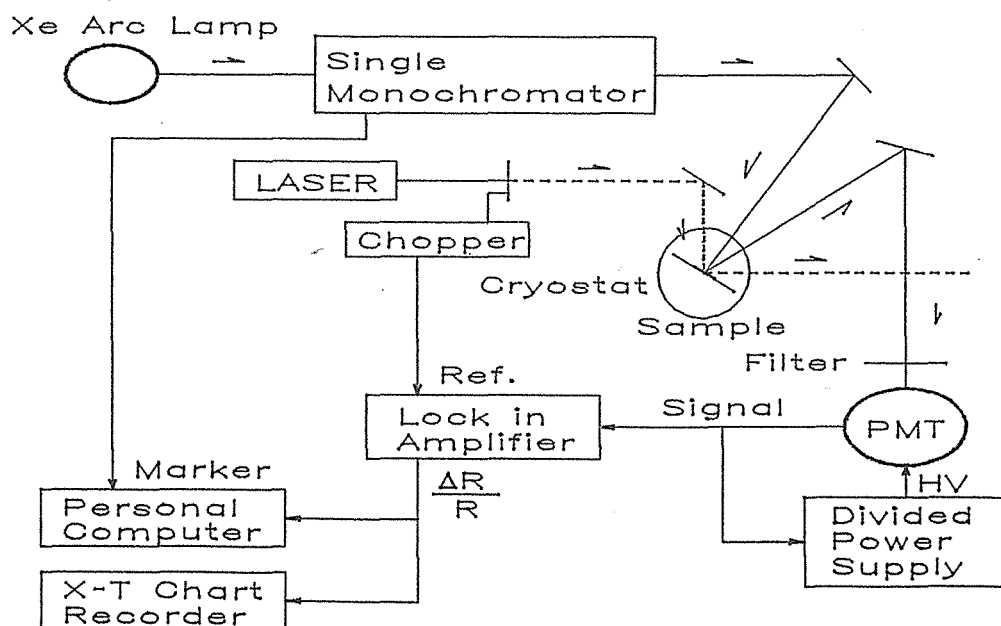 Xe Arc Lamp
Single
Monochromator
LASER
Chopper
Cryostat
Sample
Filter
Ref.
Lock in
Amplifier
Signal
PMT
HV
Marker
ΔR
R
Personal
Computer
Divided
Power
Supply
X-T Chart
Recorder